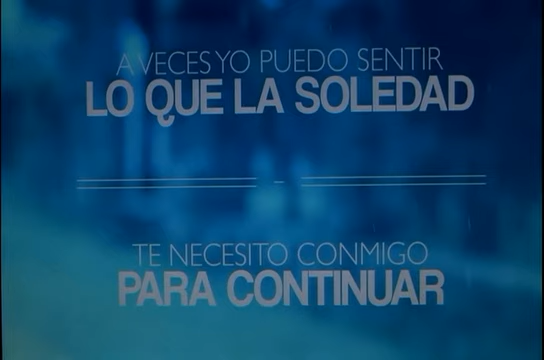 A VECES YO PUEDO SENTIR
LO QUE LA SOLEDAD
TE NECESITO CONMIGO
PARA CONTINUAR